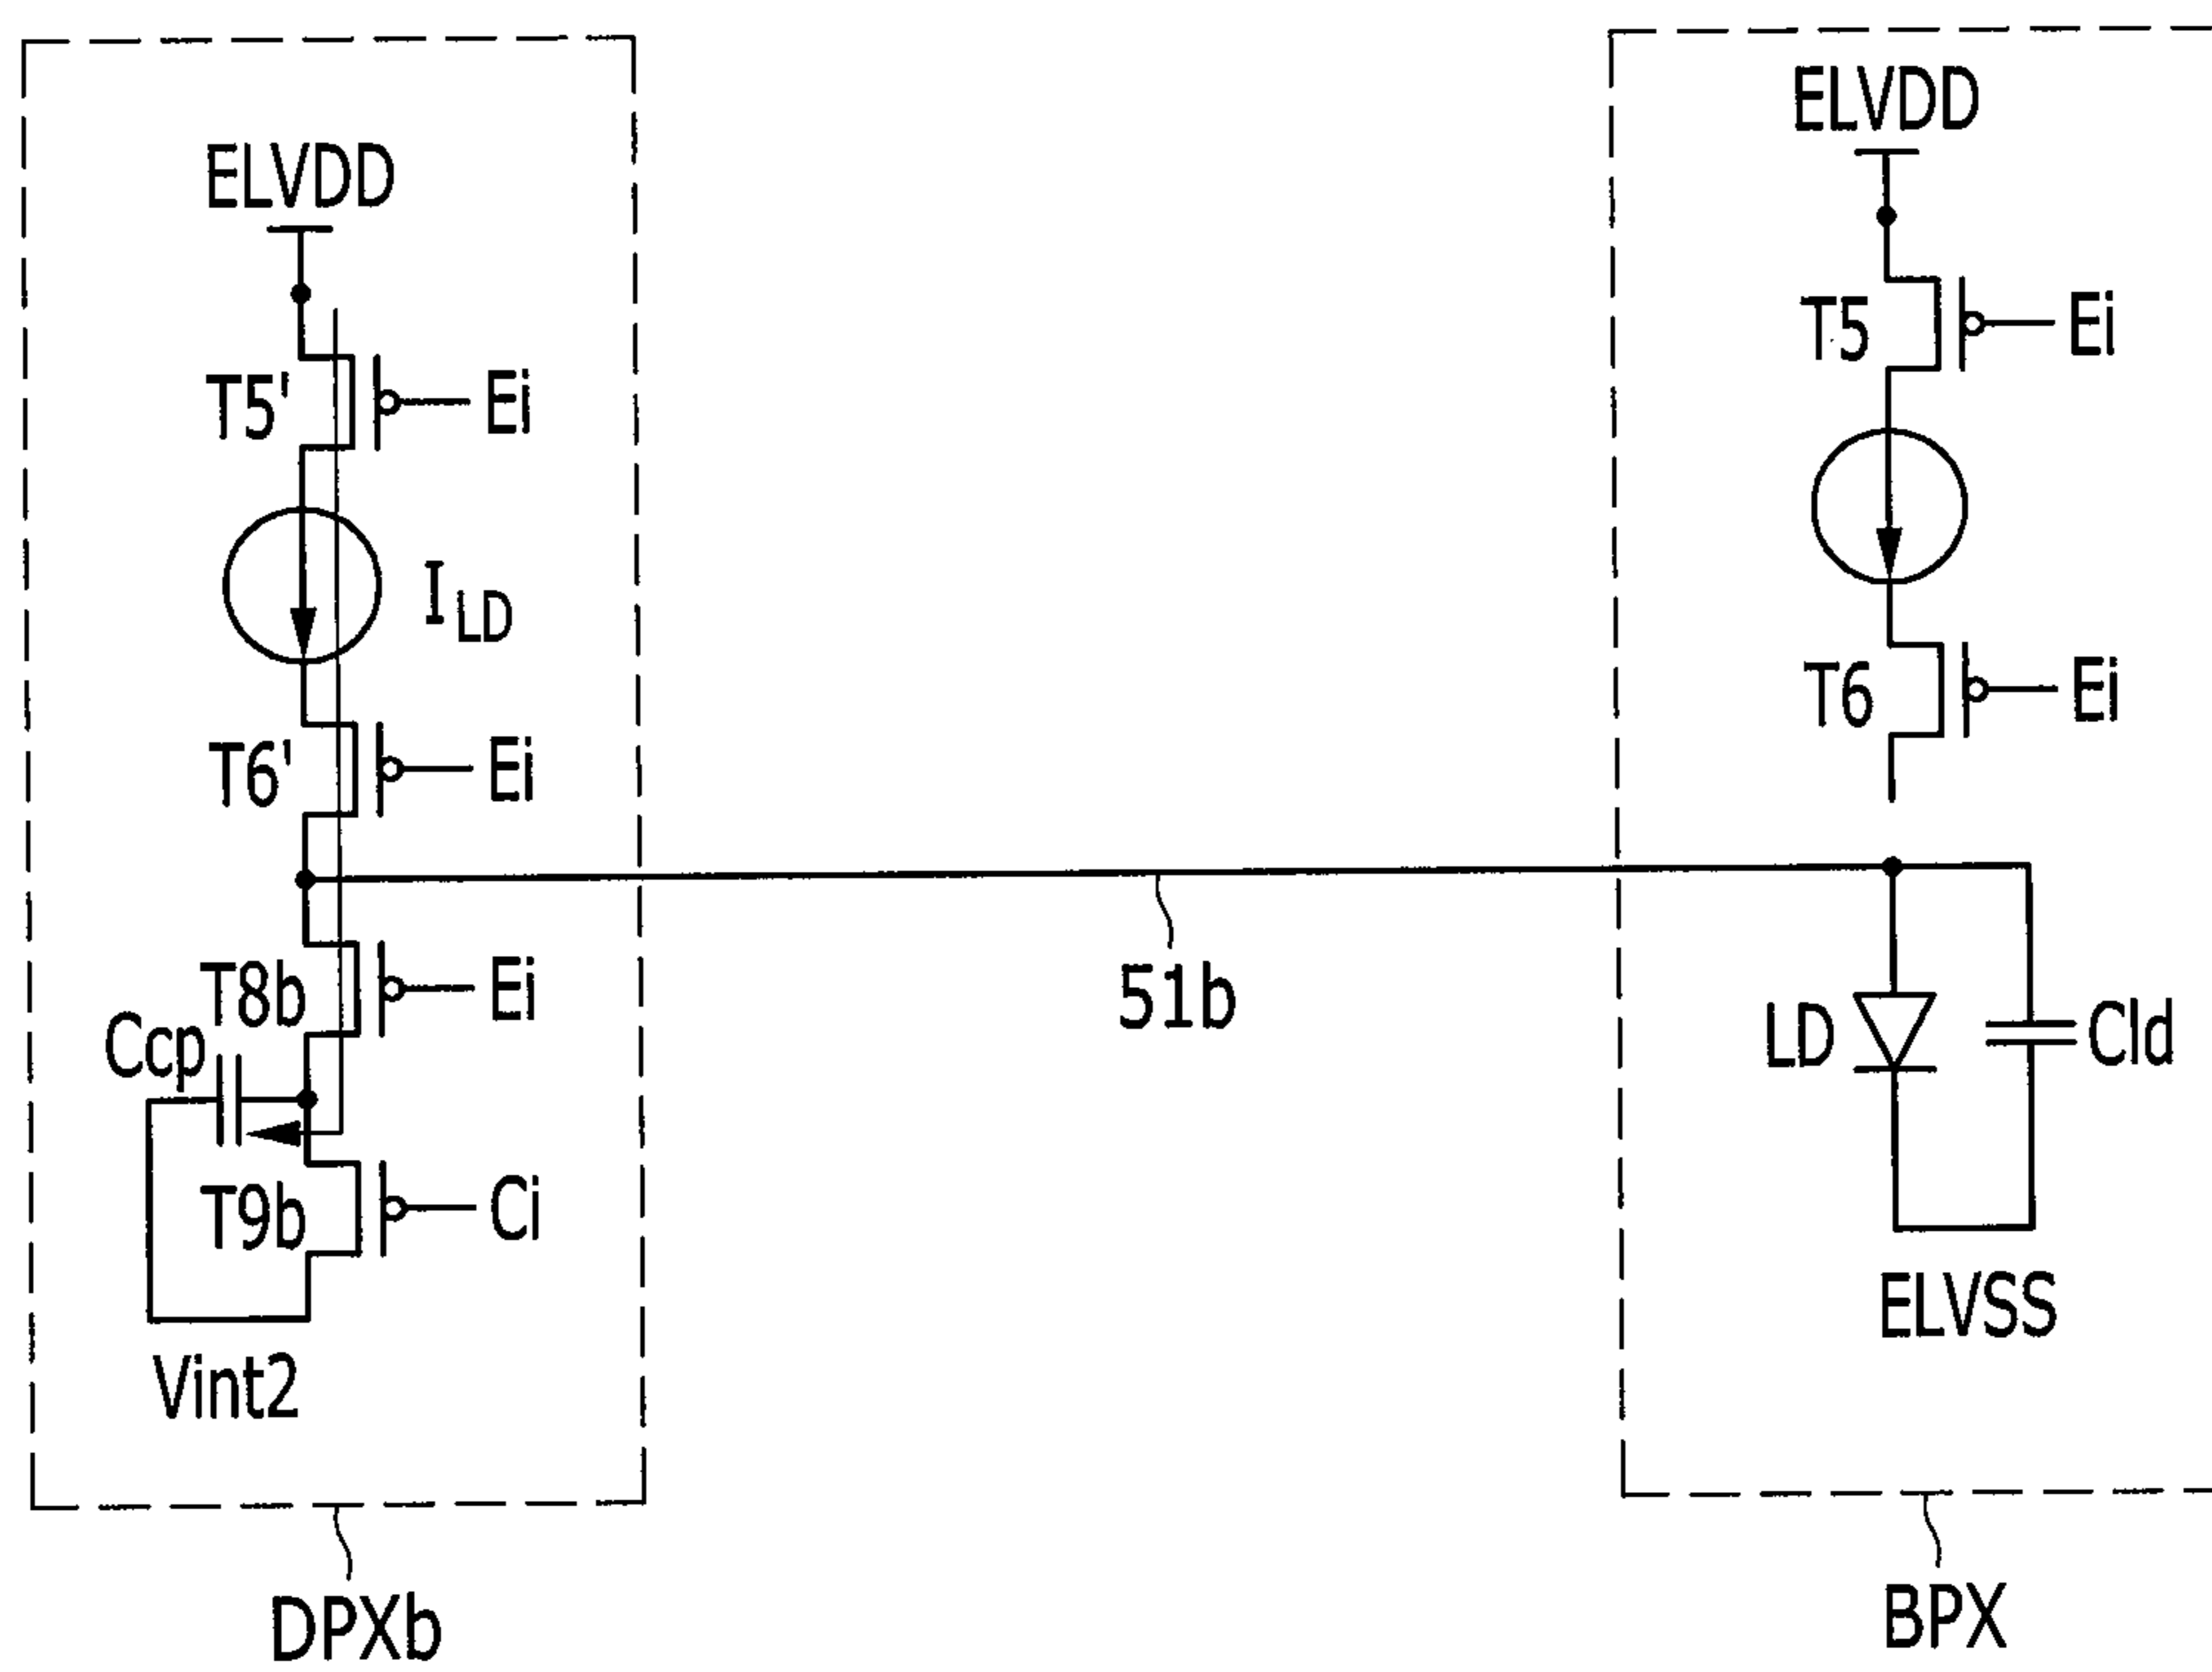 ELVDD
T5'
Ei
I LD
T6'
Ei
T8b
Ei
Ccp
T9b
Ci
Vint2
DPXb
51b
ELVDD
T5
Ei
T6
Ei
LD
Cld
ELVSS
BPX